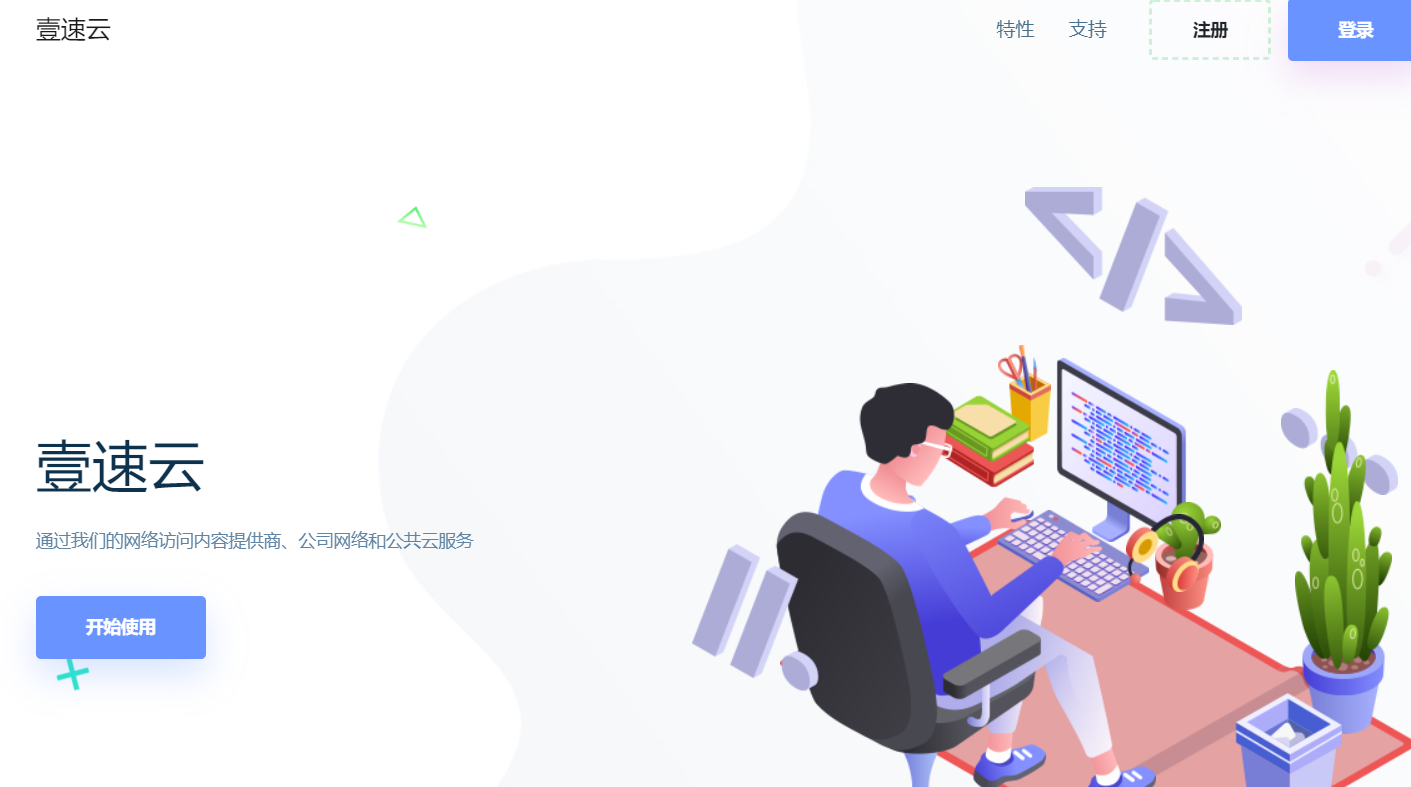 壹速云
特性 支持 注册 登录
壹速云
通过我们的网络访问内容提供商、公司网络和公共云服务
开始使用